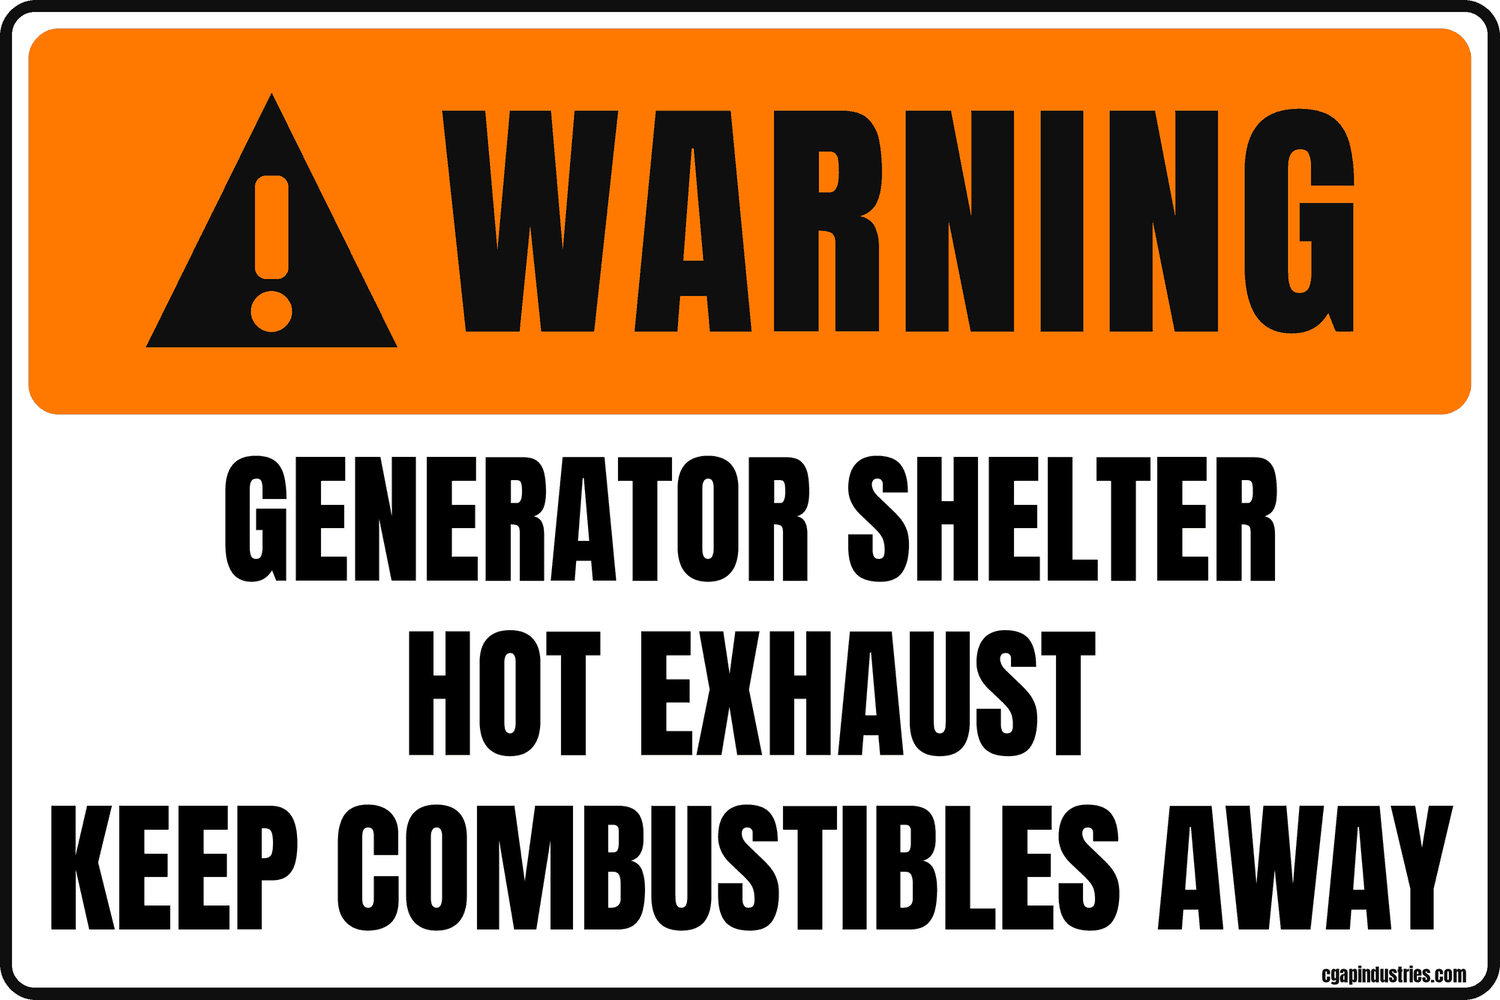 WARNING
GENERATOR SHELTER
HOT EXHAUST
KEEP COMBUSTIBLES AWAY
cgapindustries.com